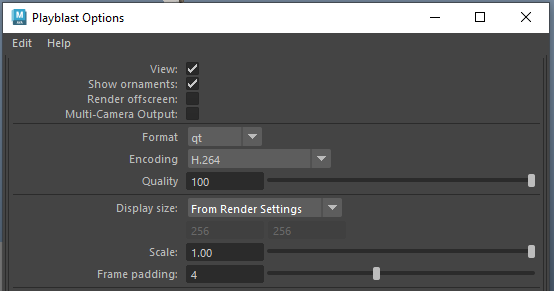 Playblast Options
Edit Help
View:
Show ornaments:
Render offscreen:
Multi-Camera Output:
Format qt
Encoding H.264
Quality 100
Display size: From Render Settings
256 256
Scale: 1.00
Frame padding: 4